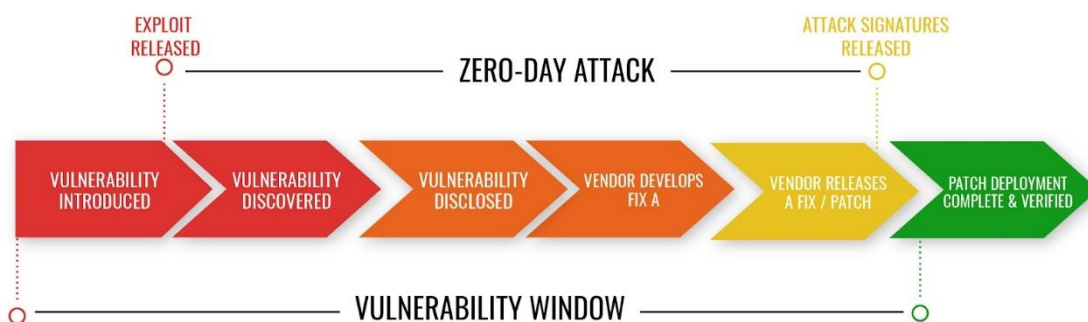 EXPLOIT
RELEASED
ATTACK SIGNATURES
RELEASED
ZERO-DAY ATTACK
VULNERABILITY
INTRODUCED
VULNERABILITY
DISCOVERED
VULNERABILITY
DISCLOSED
VENDOR DEVELOPS
FIX A
VENDOR RELEASES
A FIX / PATCH
PATCH DEPLOYMENT
COMPLETE & VERIFIED
VULNERABILITY WINDOW